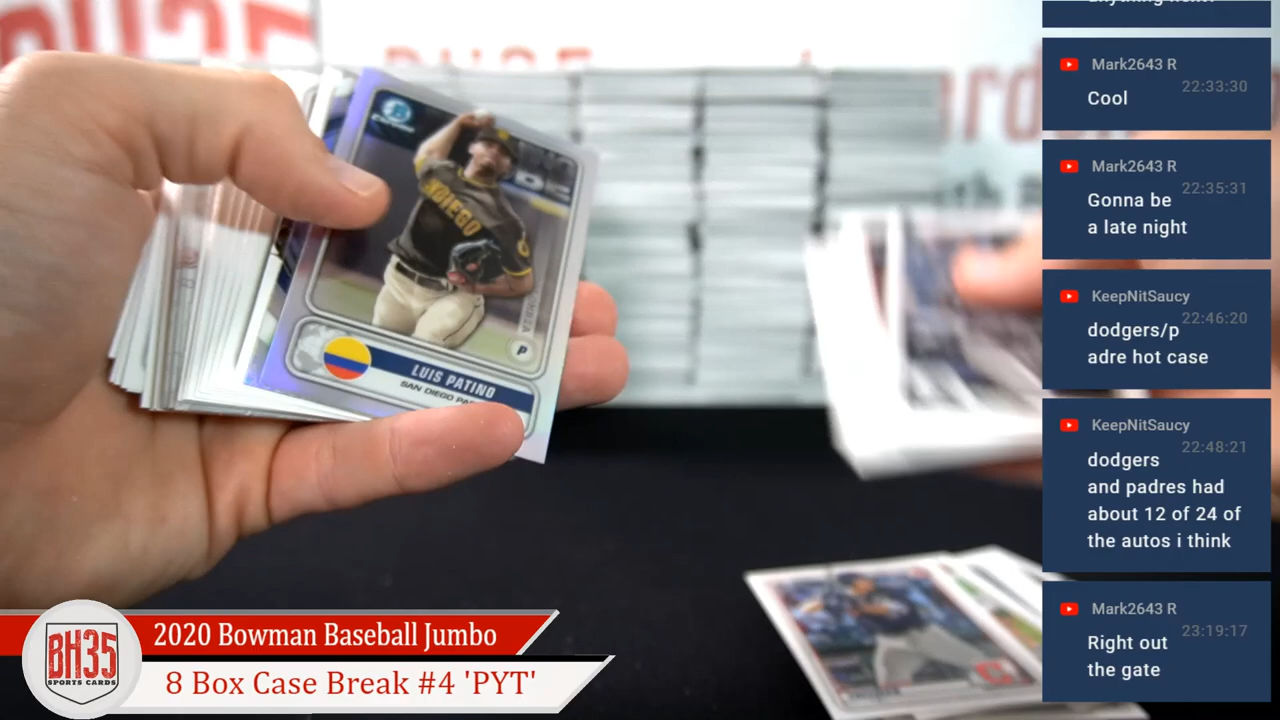 Mark2643 R
22:33:30
Cool
Mark2643 R
22:35:31
Gonna be
a late night
KeepNitSaucy
22:46:20
dodgers/p
adre hot case
KeepNitSaucy
22:48:21
dodgers
and padres had
about 12 of 24 of
the autos i think
Mark2643 R
23:19:17
Right out
the gate
DIEGO
P
LUIS PATINO
SAN DIEGO
BH35
SPORTS CARDS
2020 Bowman Baseball Jumbo
8 Box Case Break #4 'PYT'